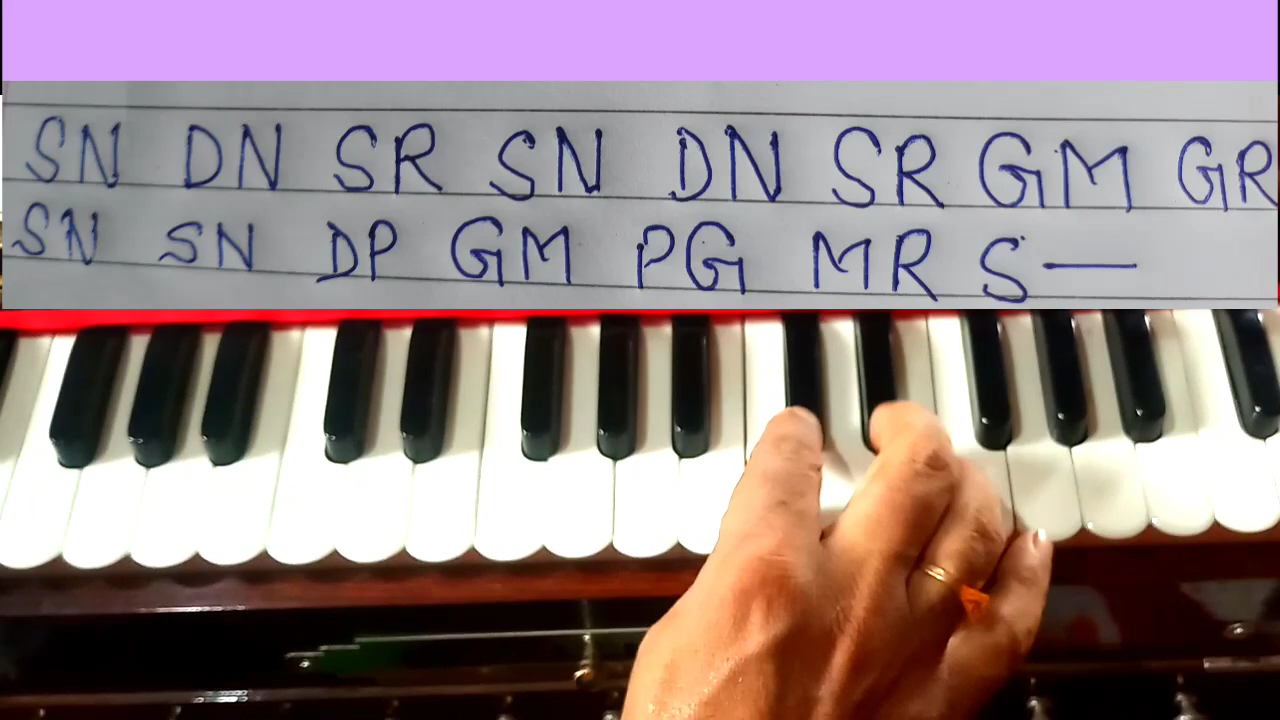 SN DN SR SN DN SR GM GR
SN SN DP GM PG MR S—